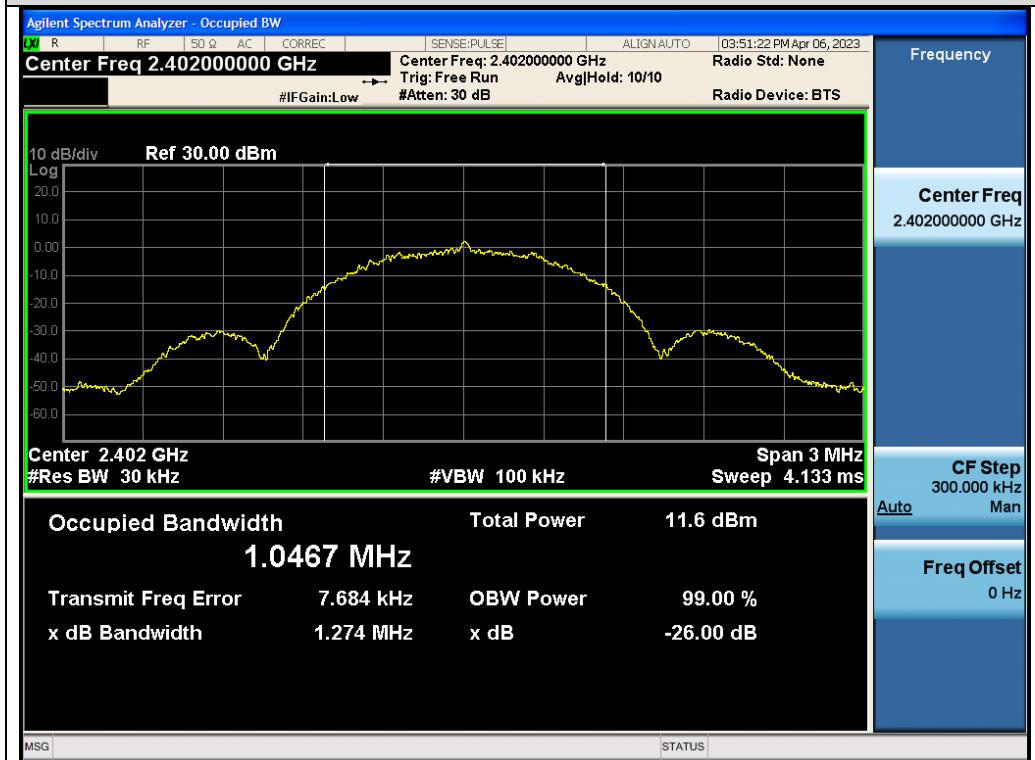 Agilent Spectrum Analyzer - Occupied BW
LXI R RF 50 Ω AC CORREC SENSE:PULSE ALIGN AUTO 03:51:22 PM Apr 06, 2023
Center Freq 2.402000000 GHz
Center Freq: 2.402000000 GHz Radio Std: None
Trig: Free Run Avg|Hold: 10/10
#IFGain:Low #Atten: 30 dB Radio Device: BTS
10 dB/div Ref 30.00 dBm
Log
20.0
10.0
0.00
-10.0
-20.0
-30.0
-40.0
-50.0
-60.0
Center 2.402 GHz Span 3 MHz
#Res BW 30 kHz #VBW 100 kHz Sweep 4.133 ms
Occupied Bandwidth Total Power 11.6 dBm
1.0467 MHz
Transmit Freq Error 7.684 kHz OBW Power 99.00 %
x dB Bandwidth 1.274 MHz x dB -26.00 dB
Frequency
Center Freq
2.402000000 GHz
CF Step
300.000 kHz
Auto Man
Freq Offset
0 Hz
MSG STATUS